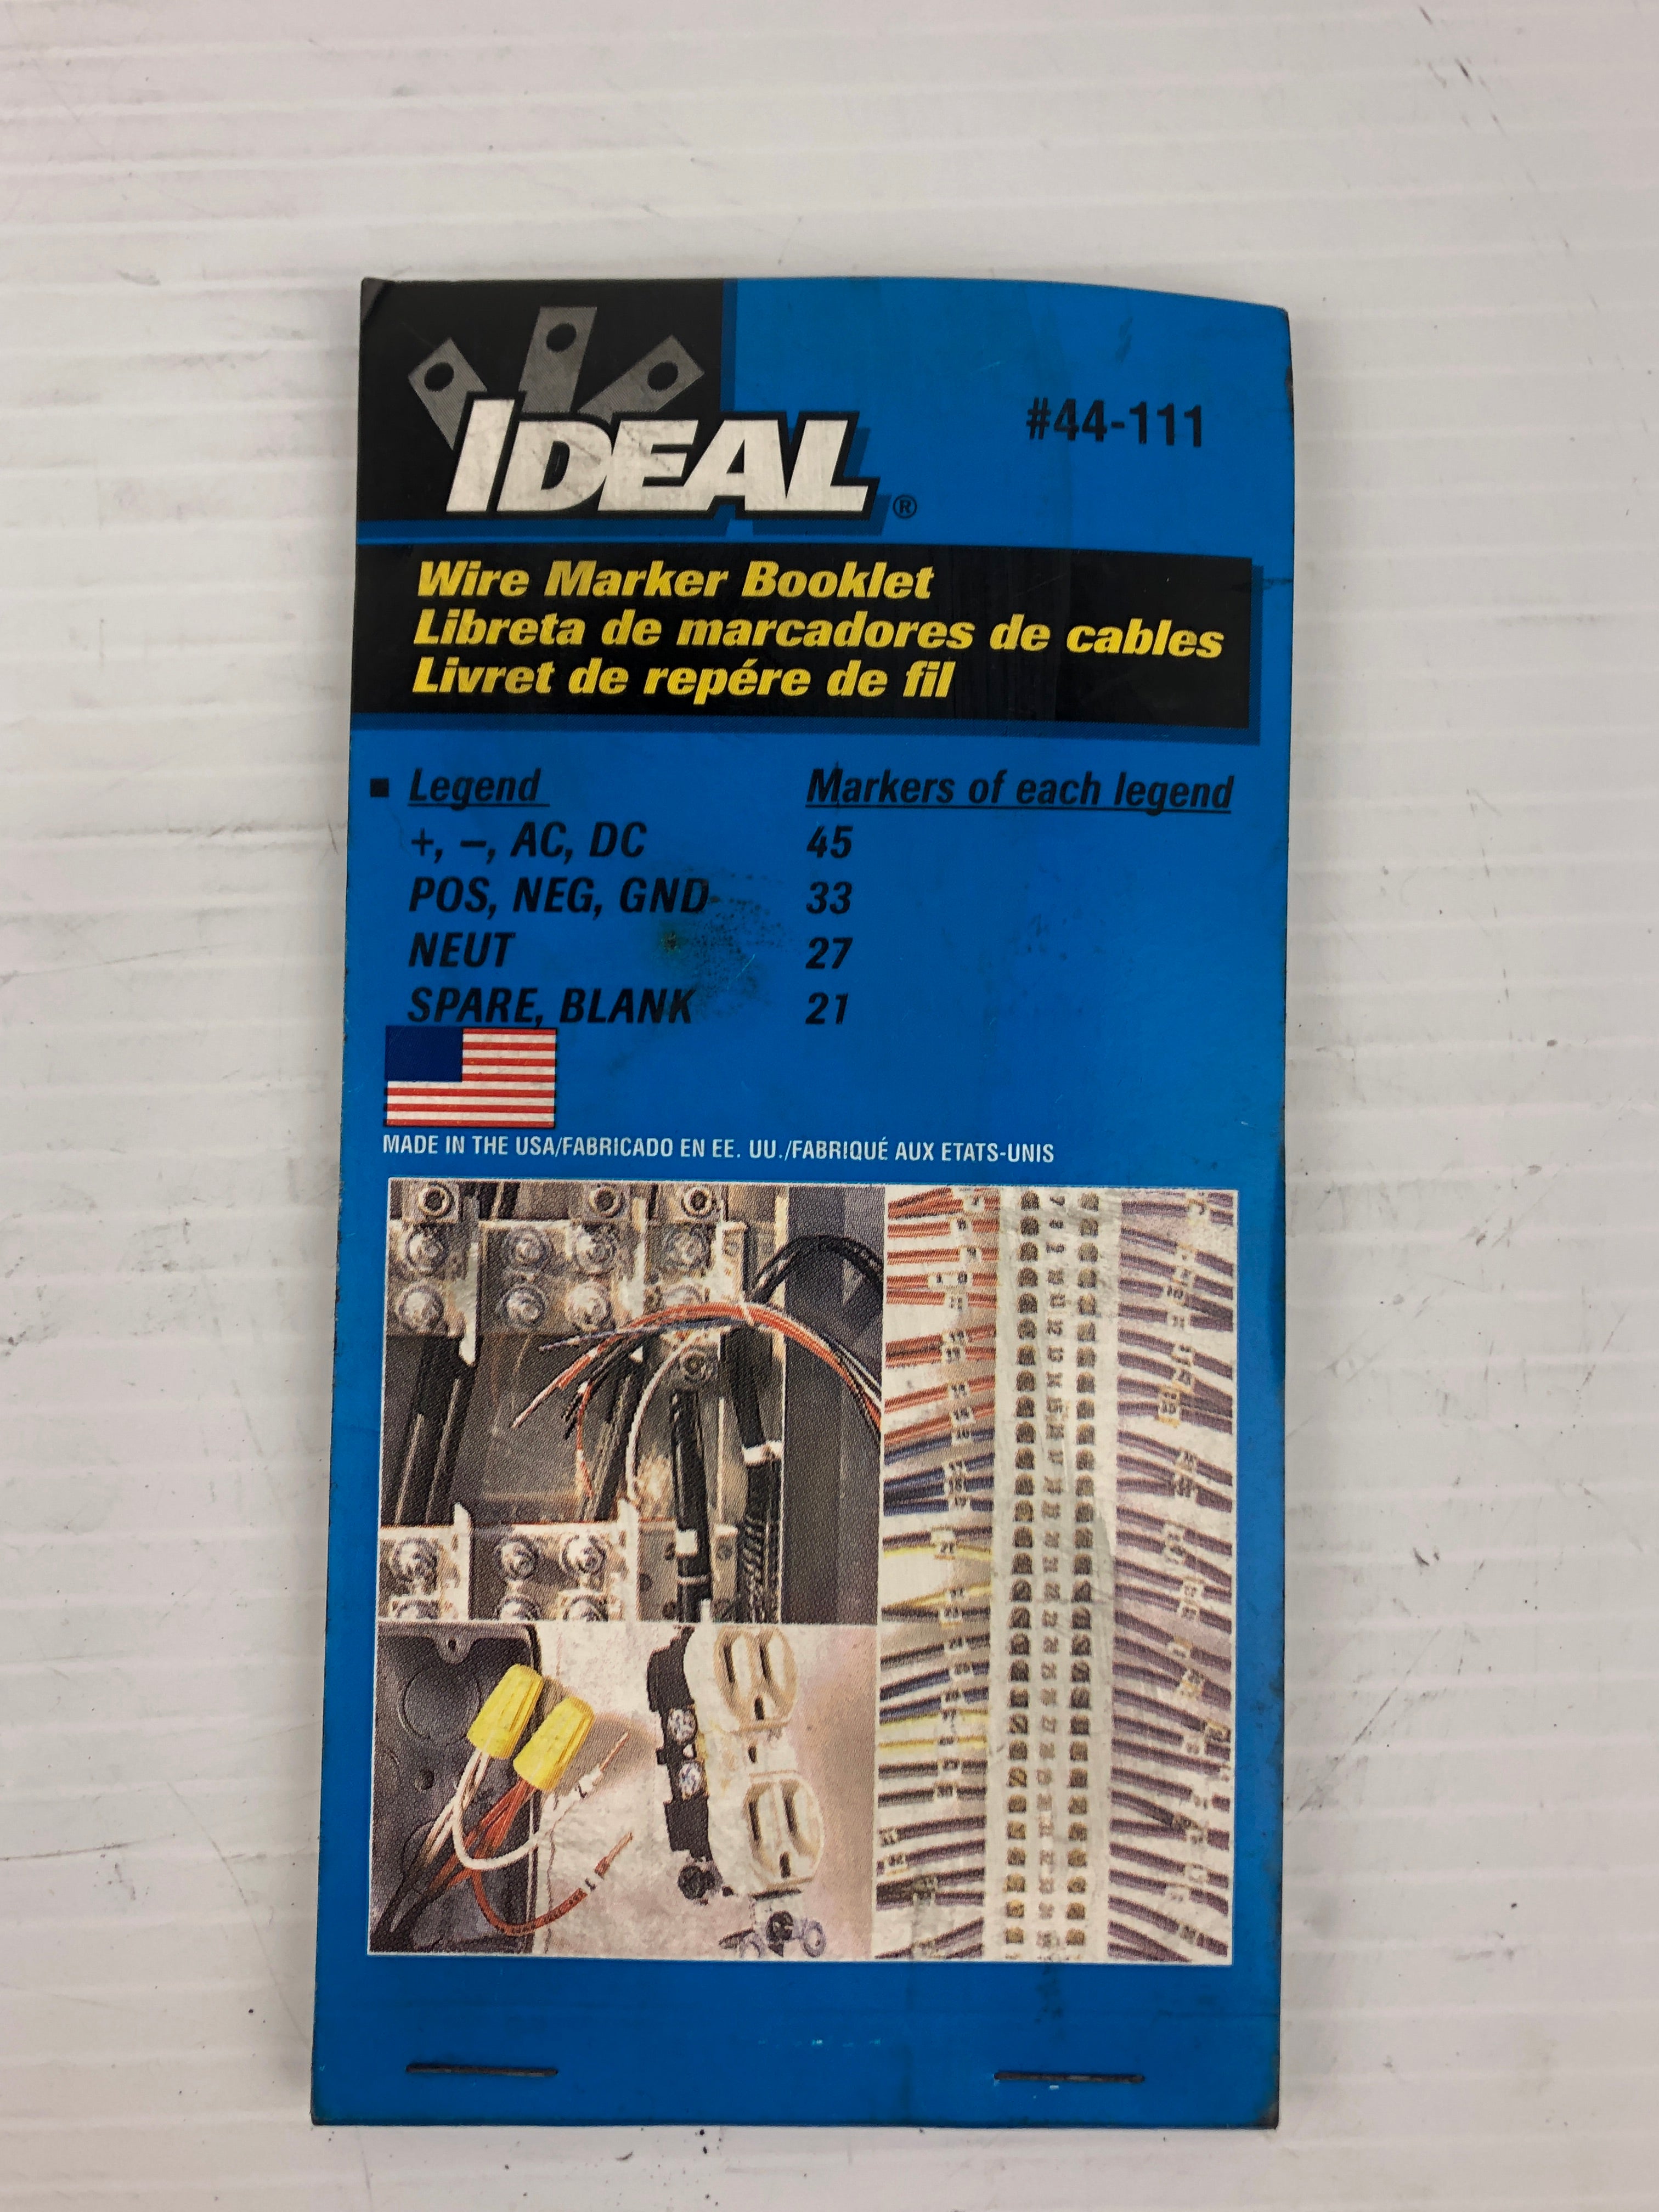 IDEAL®
#44-111
Wire Marker Booklet
Libreta de marcadores de cables
Livret de repére de fil
▪ Legend Markers of each legend
+, –, AC, DC 45
POS, NEG, GND 33
NEUT 27
SPARE, BLANK 21
MADE IN THE USA/FABRICADO EN EE. UU./FABRIQUÉ AUX ETATS-UNIS